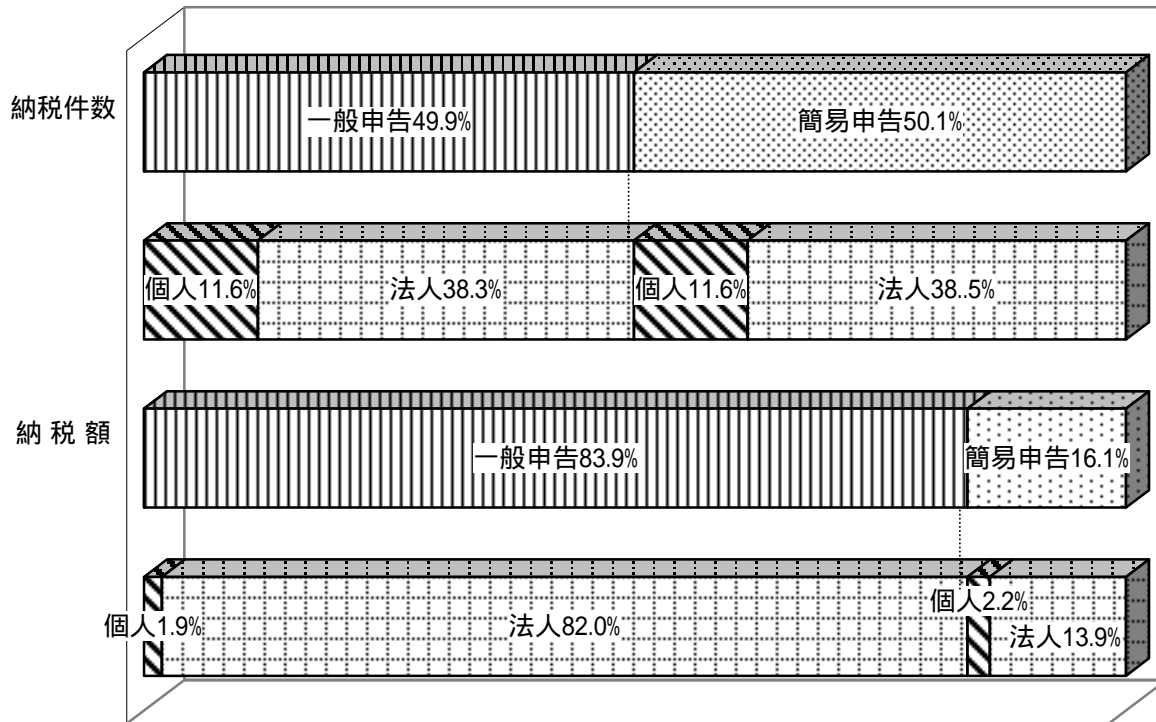 納税件数
一般申告49.9%
簡易申告50.1%
個人11.6%
法人38.3%
個人11.6%
法人38..5%
納 税 額
一般申告83.9%
簡易申告16.1%
個人1.9%
法人82.0%
個人2.2%
法人13.9%